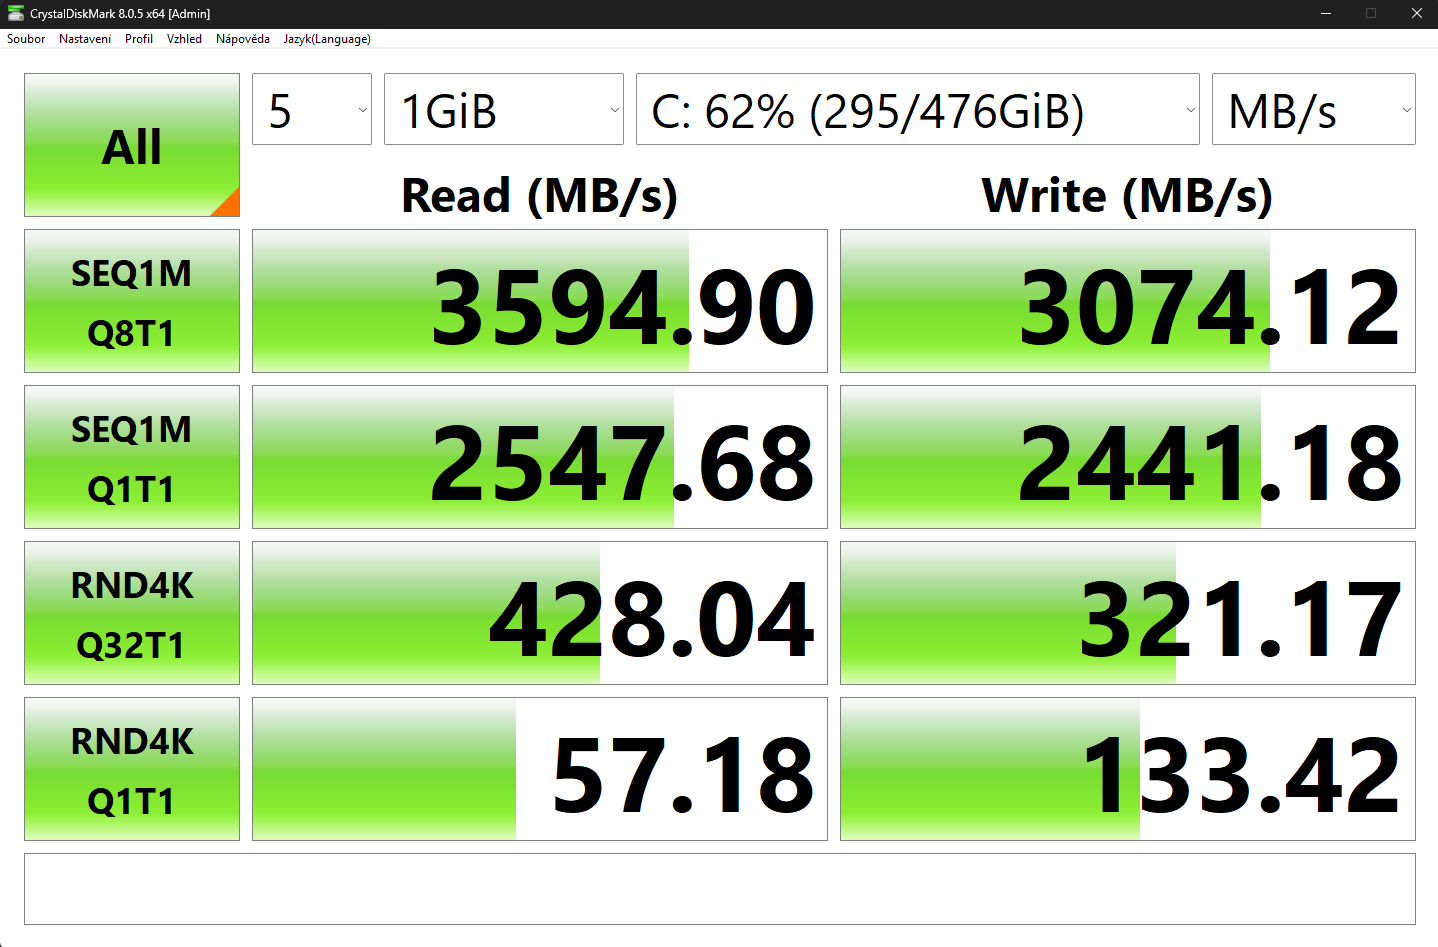 CrystalDiskMark 8.0.5 x64 [Admin]
Soubor Nastavení Profil Vzhled Nápověda Jazyk(Language)
All
5 1GiB C: 62% (295/476GiB) MB/s
Read (MB/s) Write (MB/s)
SEQ1M
Q8T1
3594.90 3074.12
SEQ1M
Q1T1
2547.68 2441.18
RND4K
Q32T1
428.04 321.17
RND4K
Q1T1
57.18 133.42